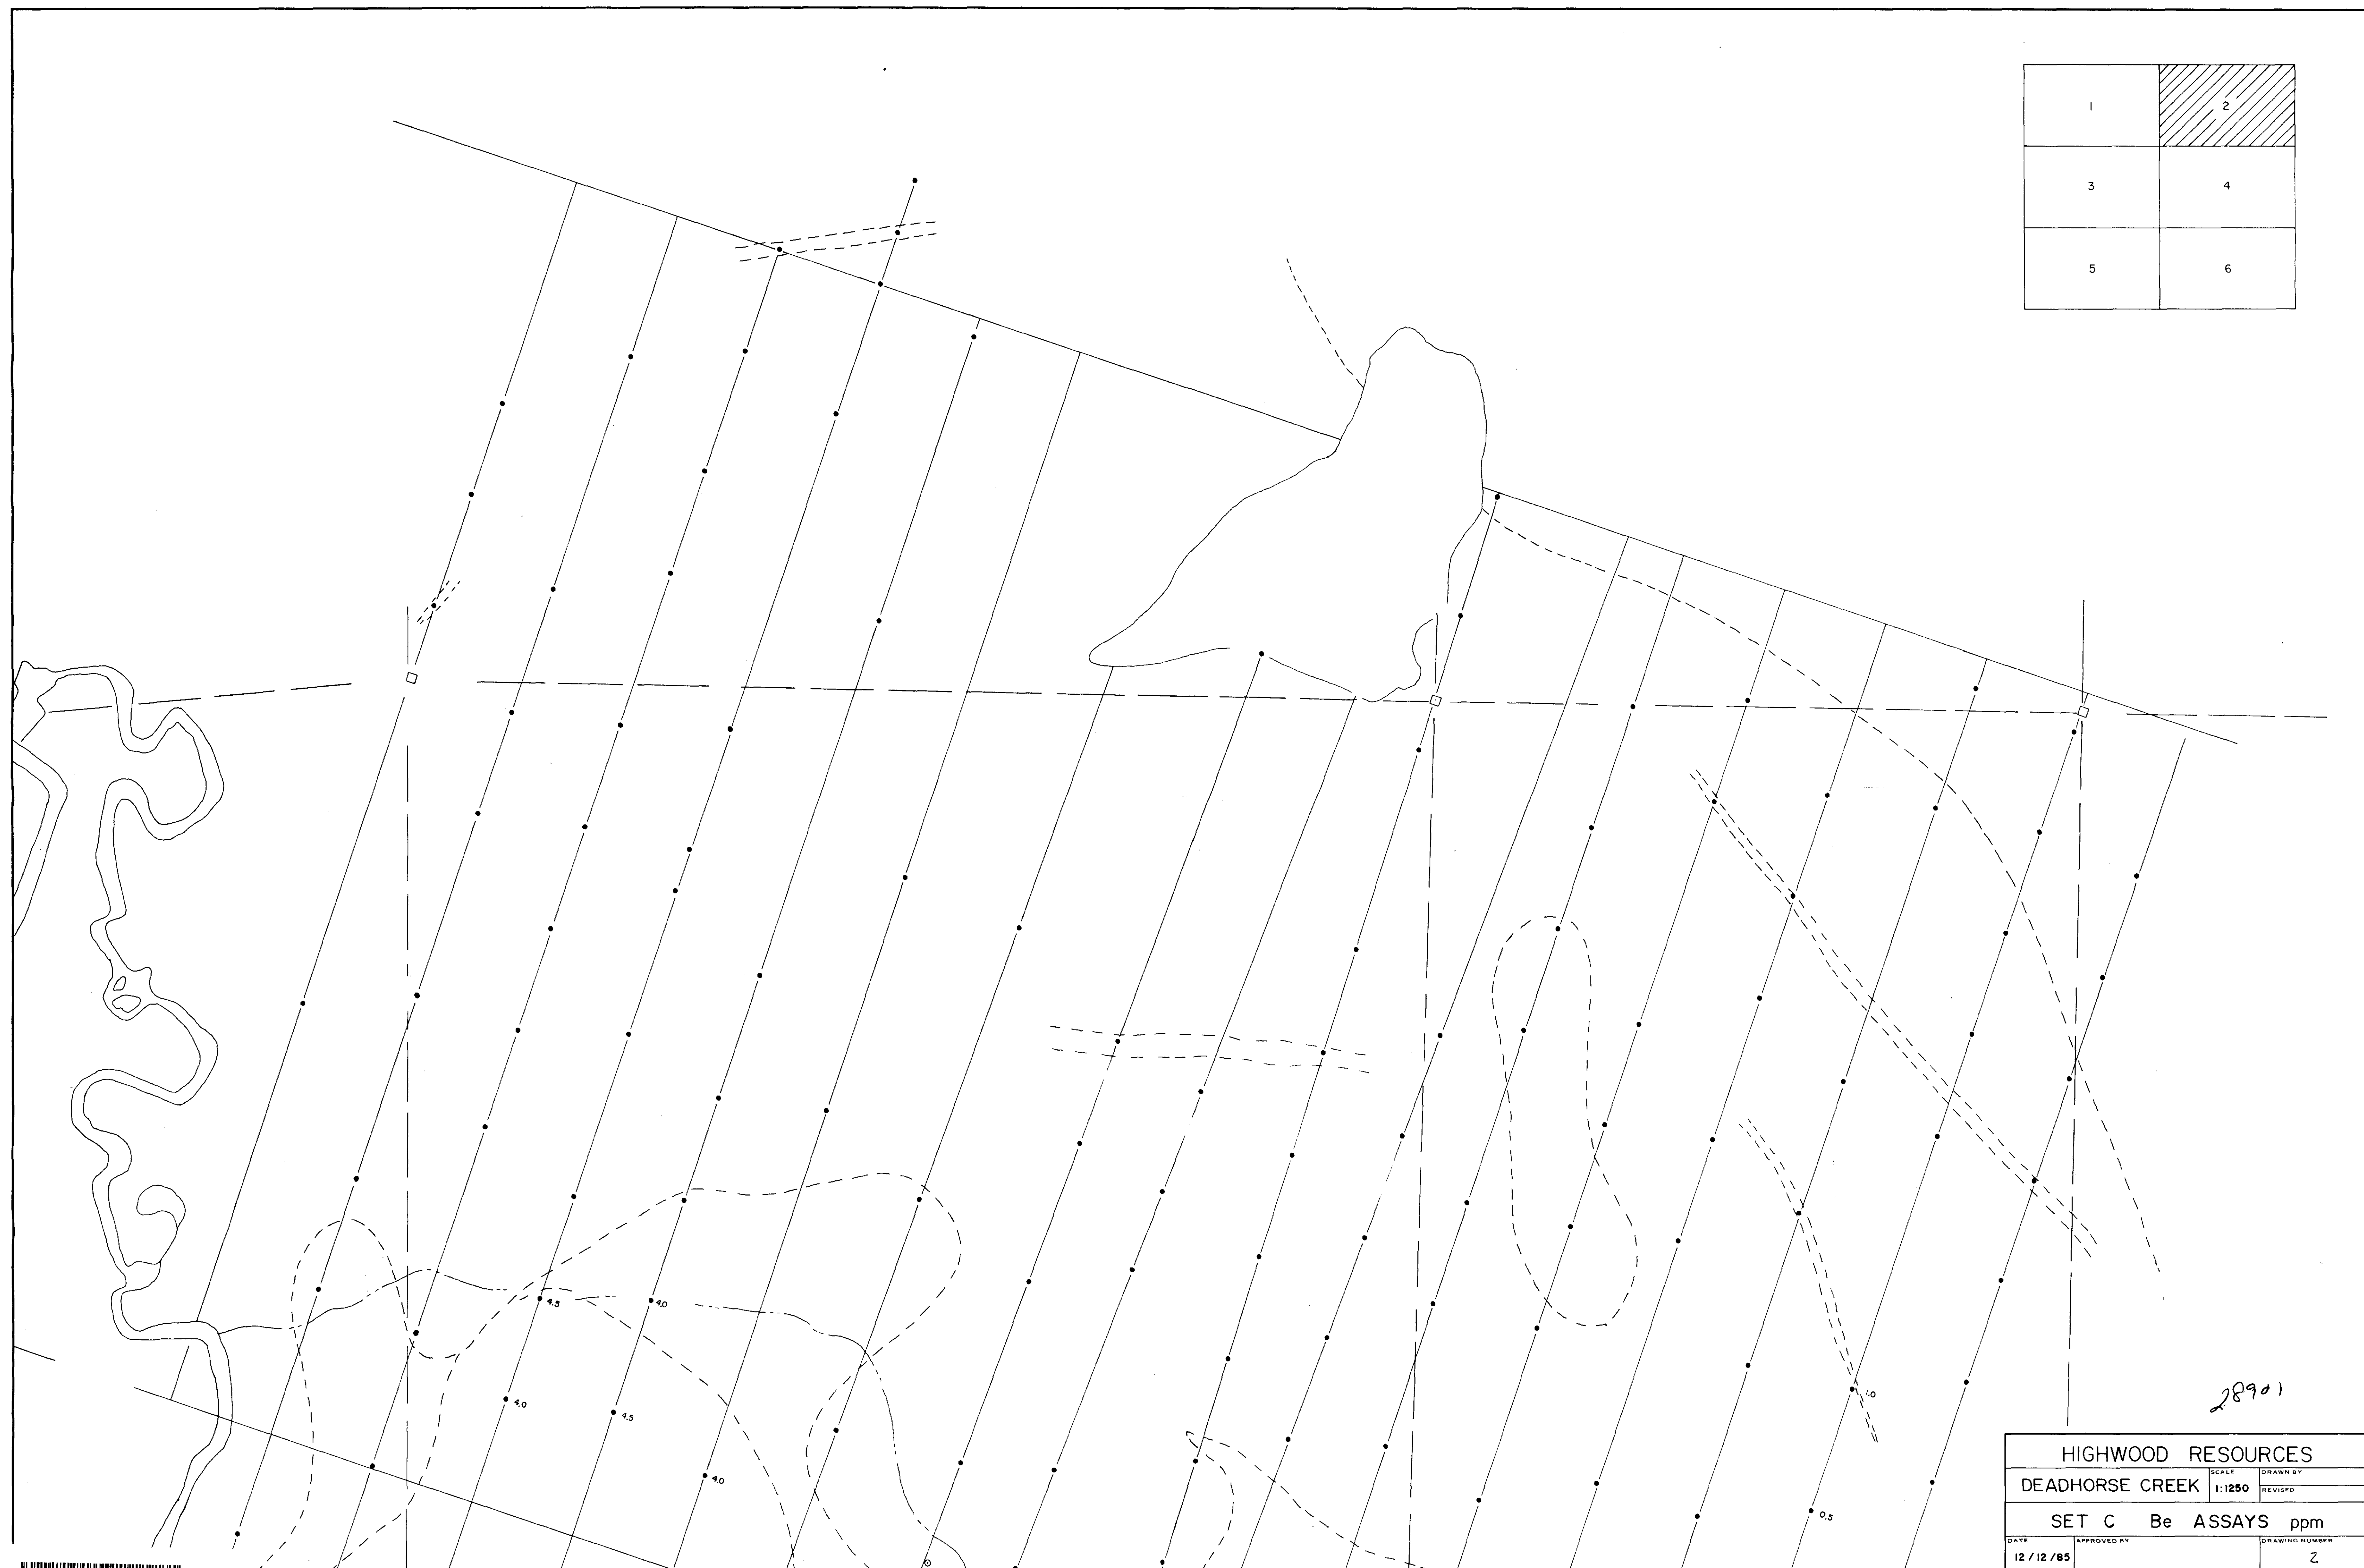 1
2
3
4
5
6
4.5
4.0
4.0
4.5
4.0
1.0
0.5
28901
HIGHWOOD RESOURCES
DEADHORSE CREEK
SCALE
1:1250
DRAWN BY
REVISED
SET C Be ASSAYS ppm
DATE
12/12/85
APPROVED BY
DRAWING NUMBER
2